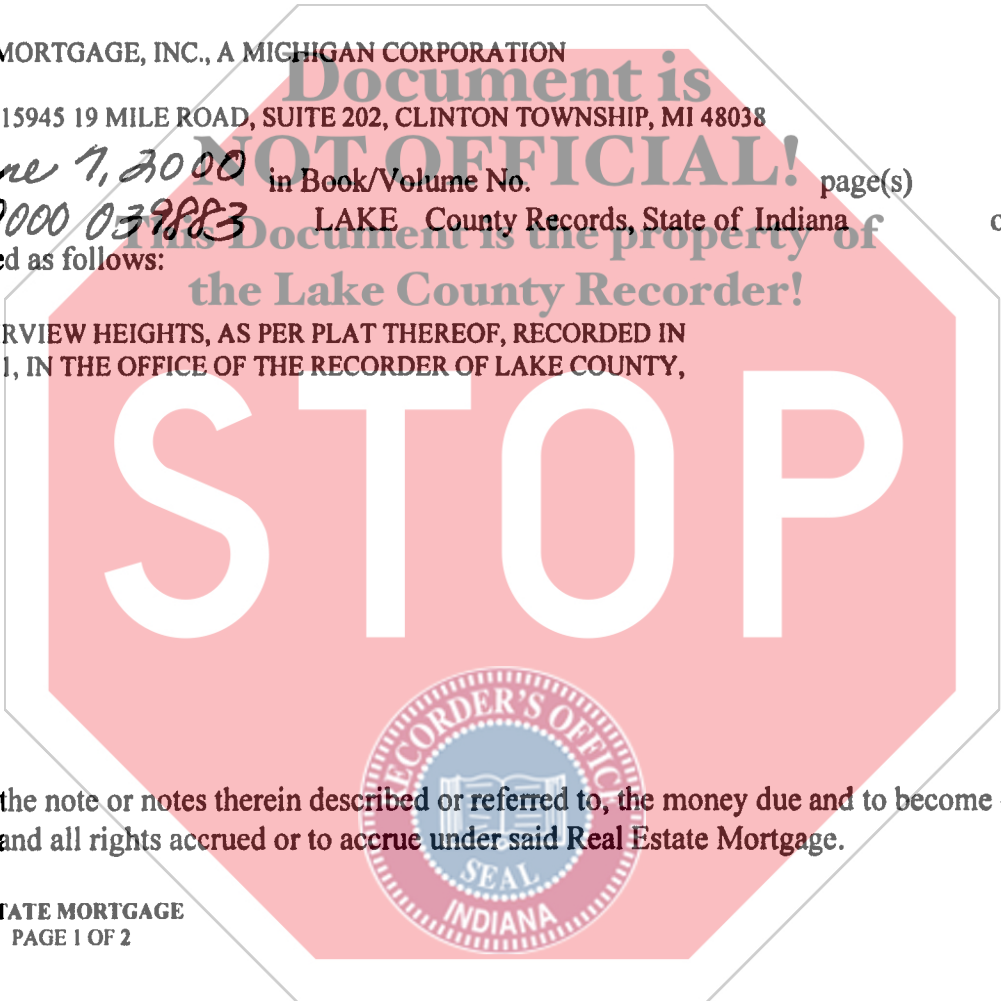 MORTGAGE, INC., A MICHIGAN CORPORATION
Document is
15945 19 MILE ROAD, SUITE 202, CLINTON TOWNSHIP, MI 48038
NOT OFFICIAL!
ne 7, 2000 in Book/Volume No. page(s)
000 039883 LAKE County Records, State of Indiana
This Document is the property of
ed as follows:
the Lake County Recorder!
RVIEW HEIGHTS, AS PER PLAT THEREOF, RECORDED IN
1, IN THE OFFICE OF THE RECORDER OF LAKE COUNTY,
STOP
RECORDER'S OFFICE
the note or notes therein described or referred to, the money due and to become
and all rights accrued or to accrue under said Real Estate Mortgage.
SEAL
INDIANA
TATE MORTGAGE
PAGE 1 OF 2